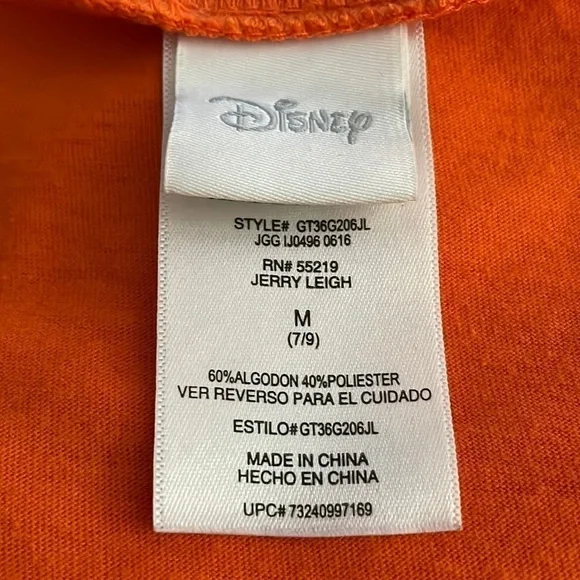 Disney
STYLE# GT36G206JL
JGG IJ0496 0616
RN# 55219
JERRY LEIGH
M
(7/9)
60%ALGODON 40%POLIESTER
VER REVERSO PARA EL CUIDADO
ESTILO#GT36G206JL
MADE IN CHINA
HECHO EN CHINA
UPC# 73240997169